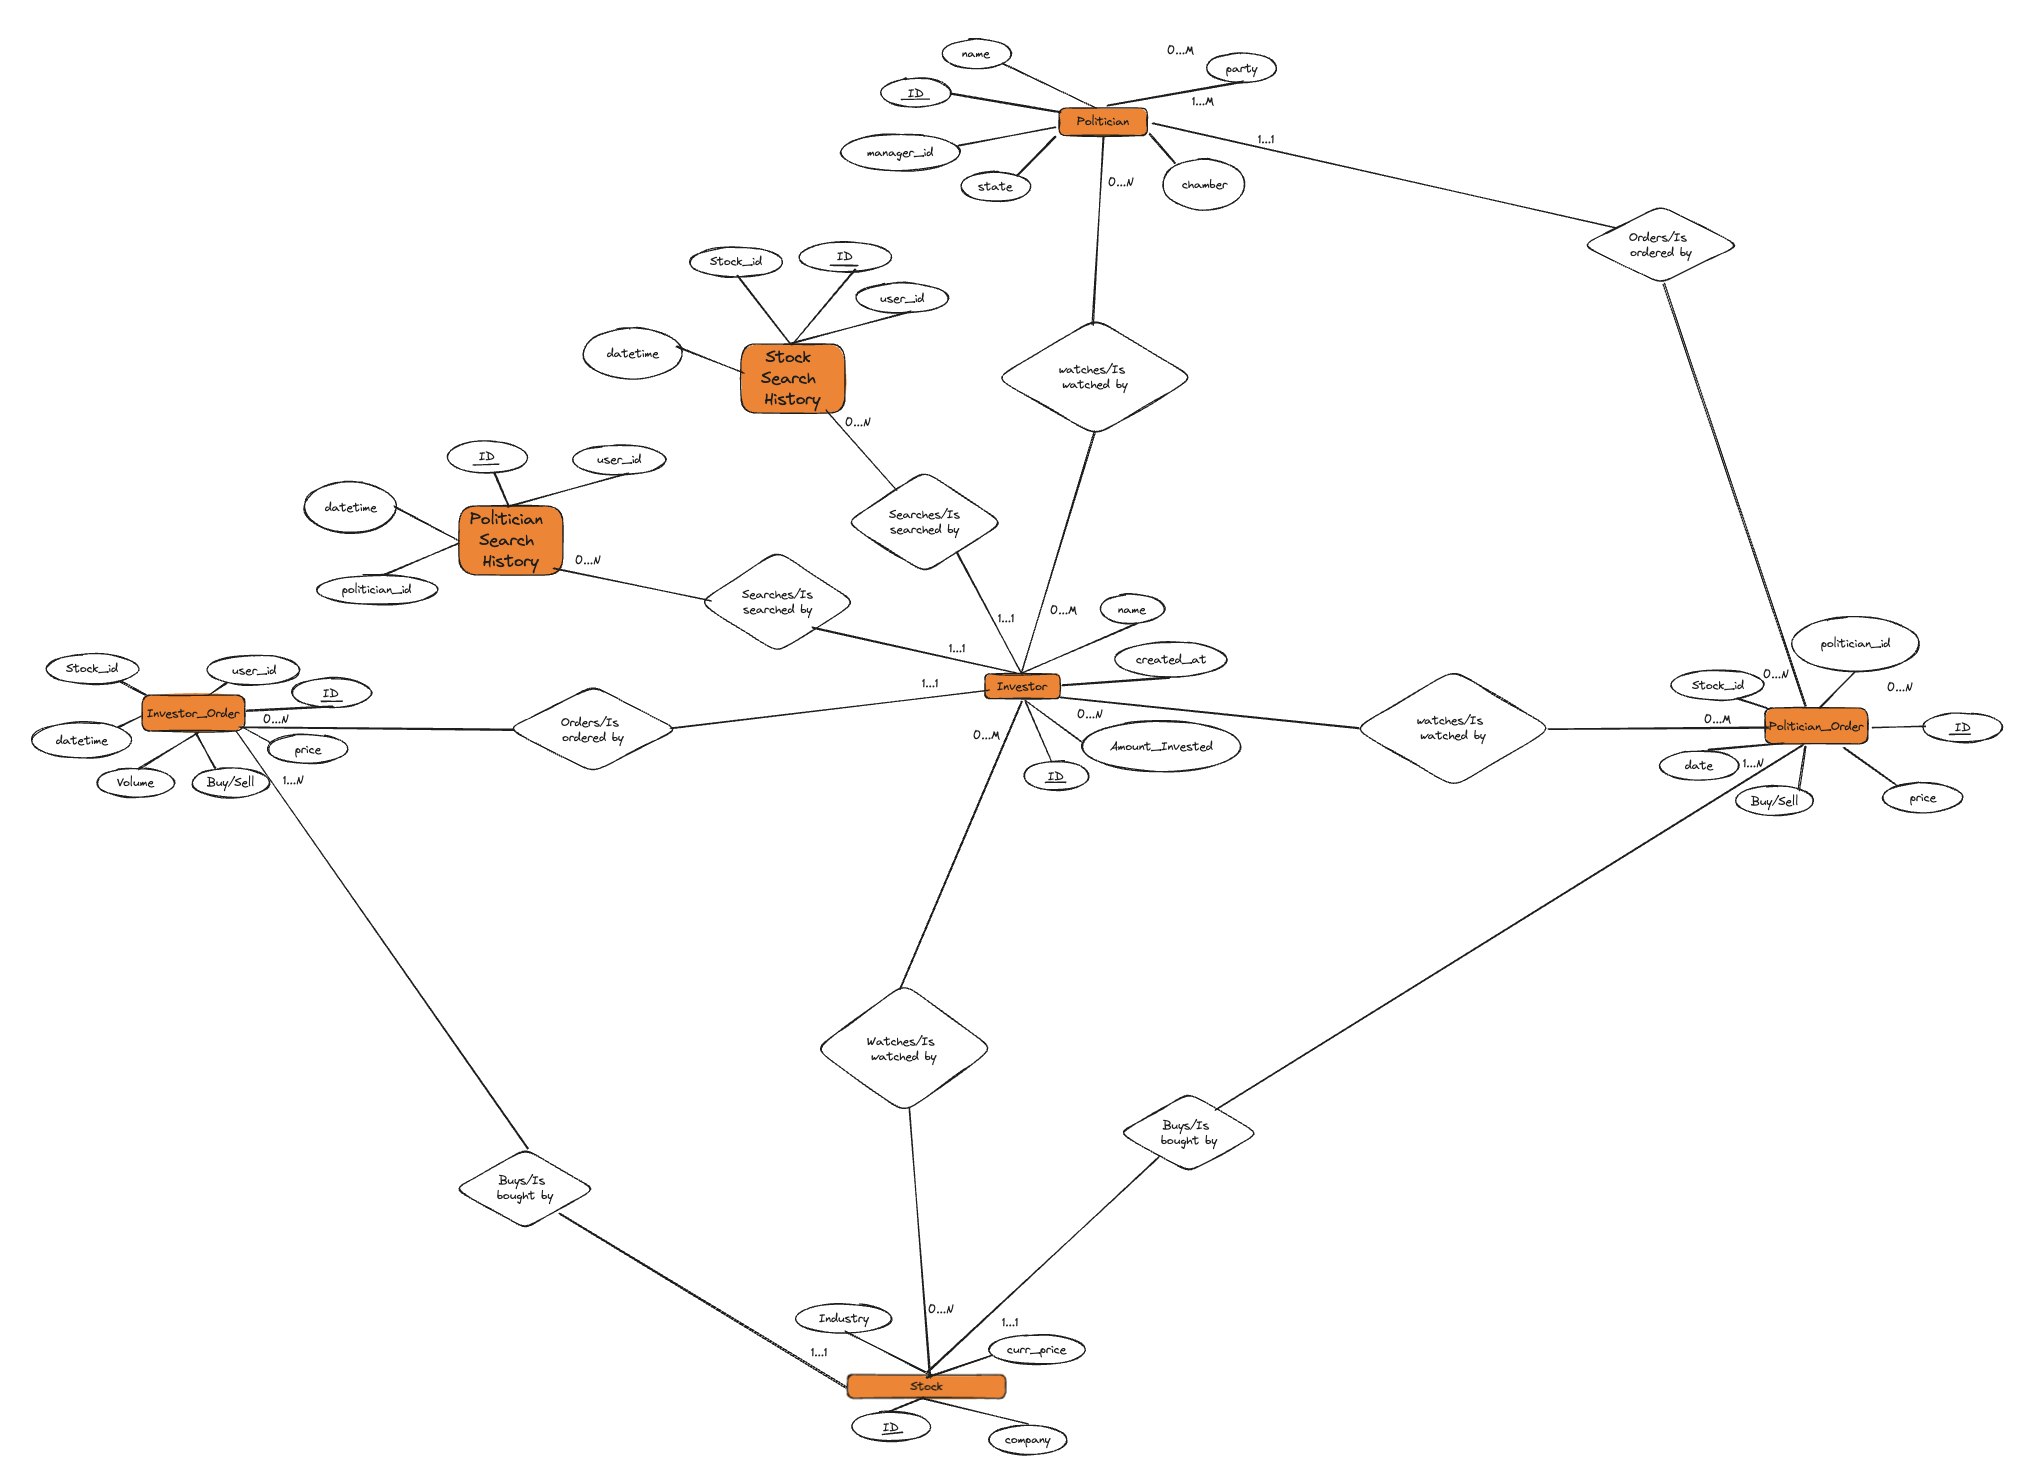 name
0...M
party
ID
1...M
Politician
1...1
manager_id
state
0...N
chamber
Orders/Is
ordered by
Stock_id
ID
user_id
datetime
Stock
Search
History
watches/Is
watched by
0...N
ID
user_id
datetime
Politician
Search
History
0...N
politician_id
Searches/Is
searched by
Searches/Is
searched by
1...1
0...M
name
1...1
created_at
Stock_id
user_id
ID
Investor_Order
0...N
datetime
price
Volume
Buy/Sell
1...N
Orders/Is
ordered by
1...1
Investor
0...N
0...M
Amount_Invested
ID
watches/Is
watched by
politician_id
0...N
0...N
Stock_id
0...M
Politician_Order
ID
date
1...N
Buy/Sell
price
Watches/Is
watched by
Buys/Is
bought by
Buys/Is
bought by
0...N
Industry
1...1
1...1
curr_price
Stock
ID
company